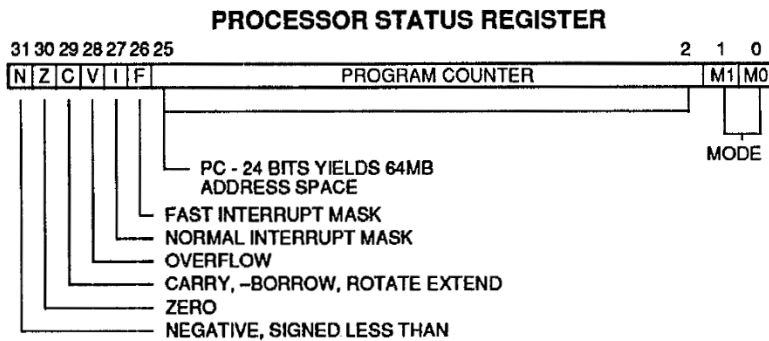 PROCESSOR STATUS REGISTER
31 30 29 28 27 26 25 2 1 0
N Z C V I F PROGRAM COUNTER M1 M0
MODE
PC - 24 BITS YIELDS 64MB
ADDRESS SPACE
FAST INTERRUPT MASK
NORMAL INTERRUPT MASK
OVERFLOW
CARRY, –BORROW, ROTATE EXTEND
ZERO
NEGATIVE, SIGNED LESS THAN